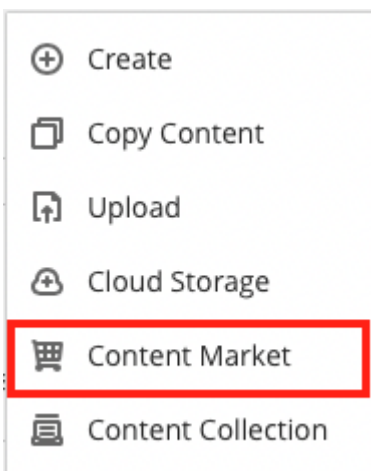 Create
Copy Content
Upload
Cloud Storage
Content Market
Content Collection